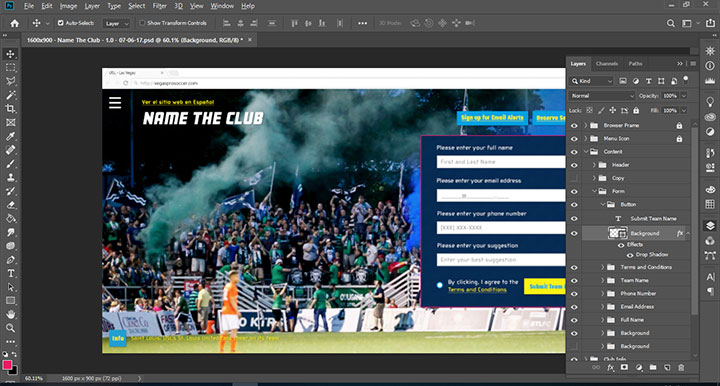 File Edit Image Layer Type Select Filter 3D View Window Help
Auto-Select: Layer Show Transform Controls 3D Mode:
1600x900 - Name The Club - 1.0 - 07-06-17.psd @ 60.1% (Background, RGB/8) *
USL - Las Vegas
http://vegasprosoccer.com
Ver el sitio web en Español
NAME THE CLUB
Sign up for Email Alerts
Reserve Se
Please enter your full name
First and Last Name
Please enter your email address
Please enter your phone number
(XXX) XXX-XXXX
Please enter your suggestion
Enter your best suggestion
By clicking, I agree to the
Terms and Conditions
Submit Team
Info
60.11% 1600 px x 900 px (72 ppi)
Layers Channels Paths
Kind
Normal Opacity: 100%
Lock: Fill: 100%
Browser Frame
Menu Icon
Content
Header
Copy
Form
Button
Submit Team Name
Background fx
Effects
Drop Shadow
Terms and Conditions
Team Name
Phone Number
Email Address
Full Name
Background
Background
Club Info